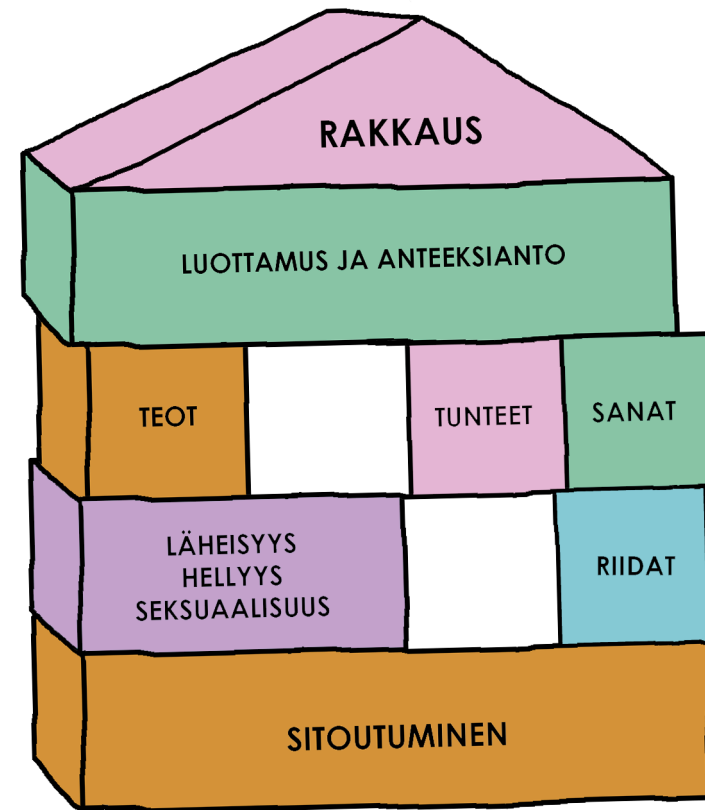 RAKKAUS
LUOTTAMUS JA ANTEEKSIANTO
TEOT
TUNTEET
SANAT
LÄHEISYYS
HELLYYS
SEKSUAALISUUS
RIIDAT
SITOUTUMINEN